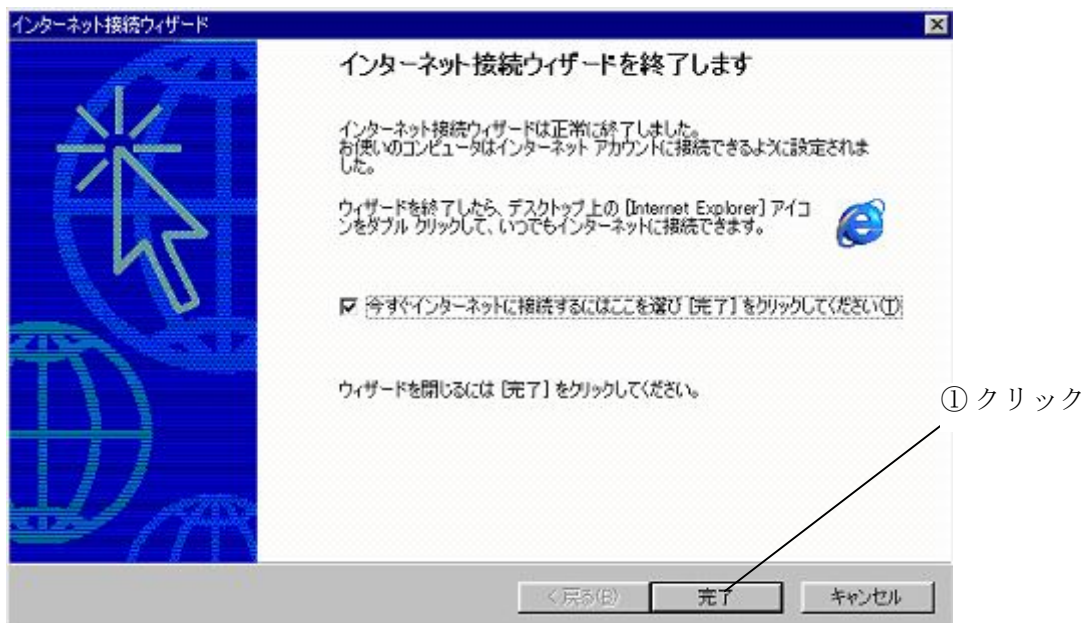 インターネット接続ウィザード
インターネット接続ウィザードを終了します
インターネット接続ウィザードは正常に終了しました。
お使いのコンピュータはインターネット アカウントに接続できるように設定されま
した。
ウィザードを終了したら、デスクトップ上の [Internet Explorer] アイコ
ンをダブル クリックして、いつでもインターネットに接続できます。
今すぐインターネットに接続するにはここを選び [完了] をクリックしてください(T)
ウィザードを閉じるには [完了] をクリックしてください。
①クリック
< 戻る(B)
完了
キャンセル